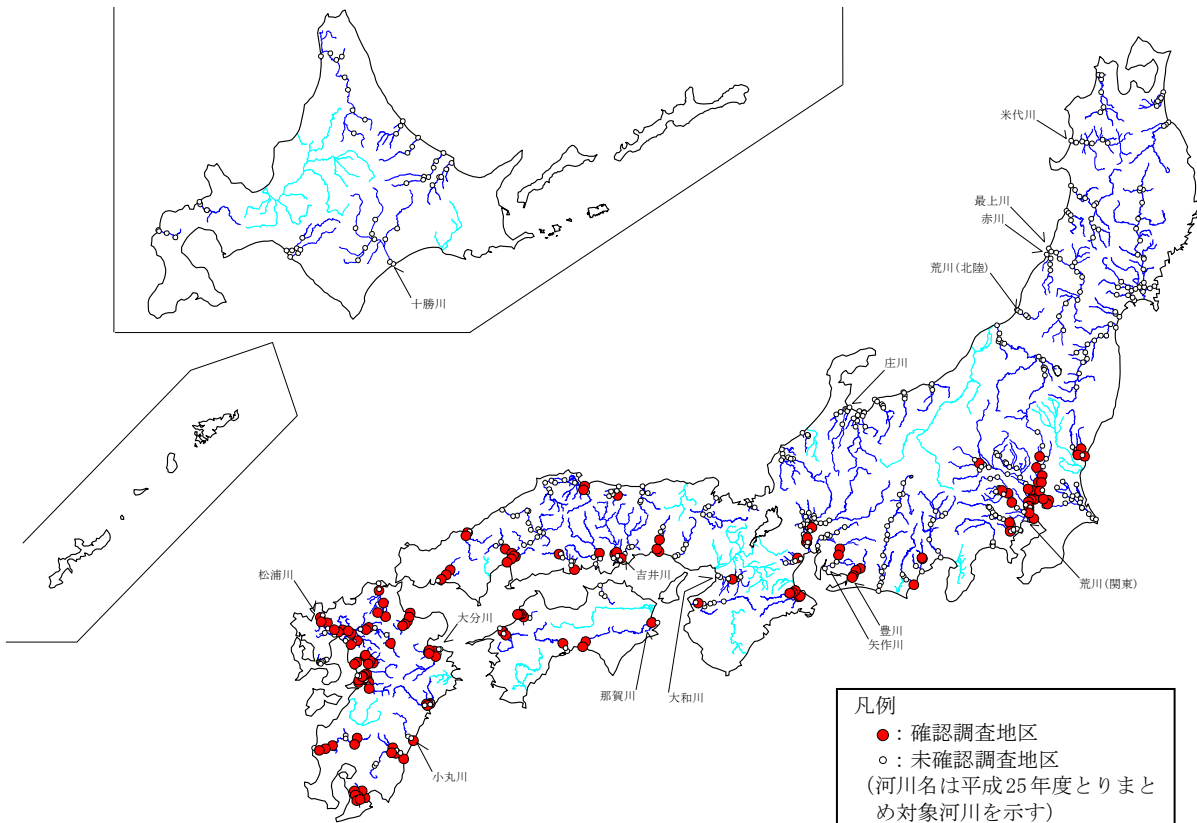 米代川
最上川
赤川
荒川(北陸)
十勝川
庄川
松浦川
大分川
吉井川
荒川(関東)
豊川
矢作川
那賀川
大和川
小丸川
凡例
：確認調査地区
：未確認調査地区
(河川名は平成25年度とりまと
め対象河川を示す)